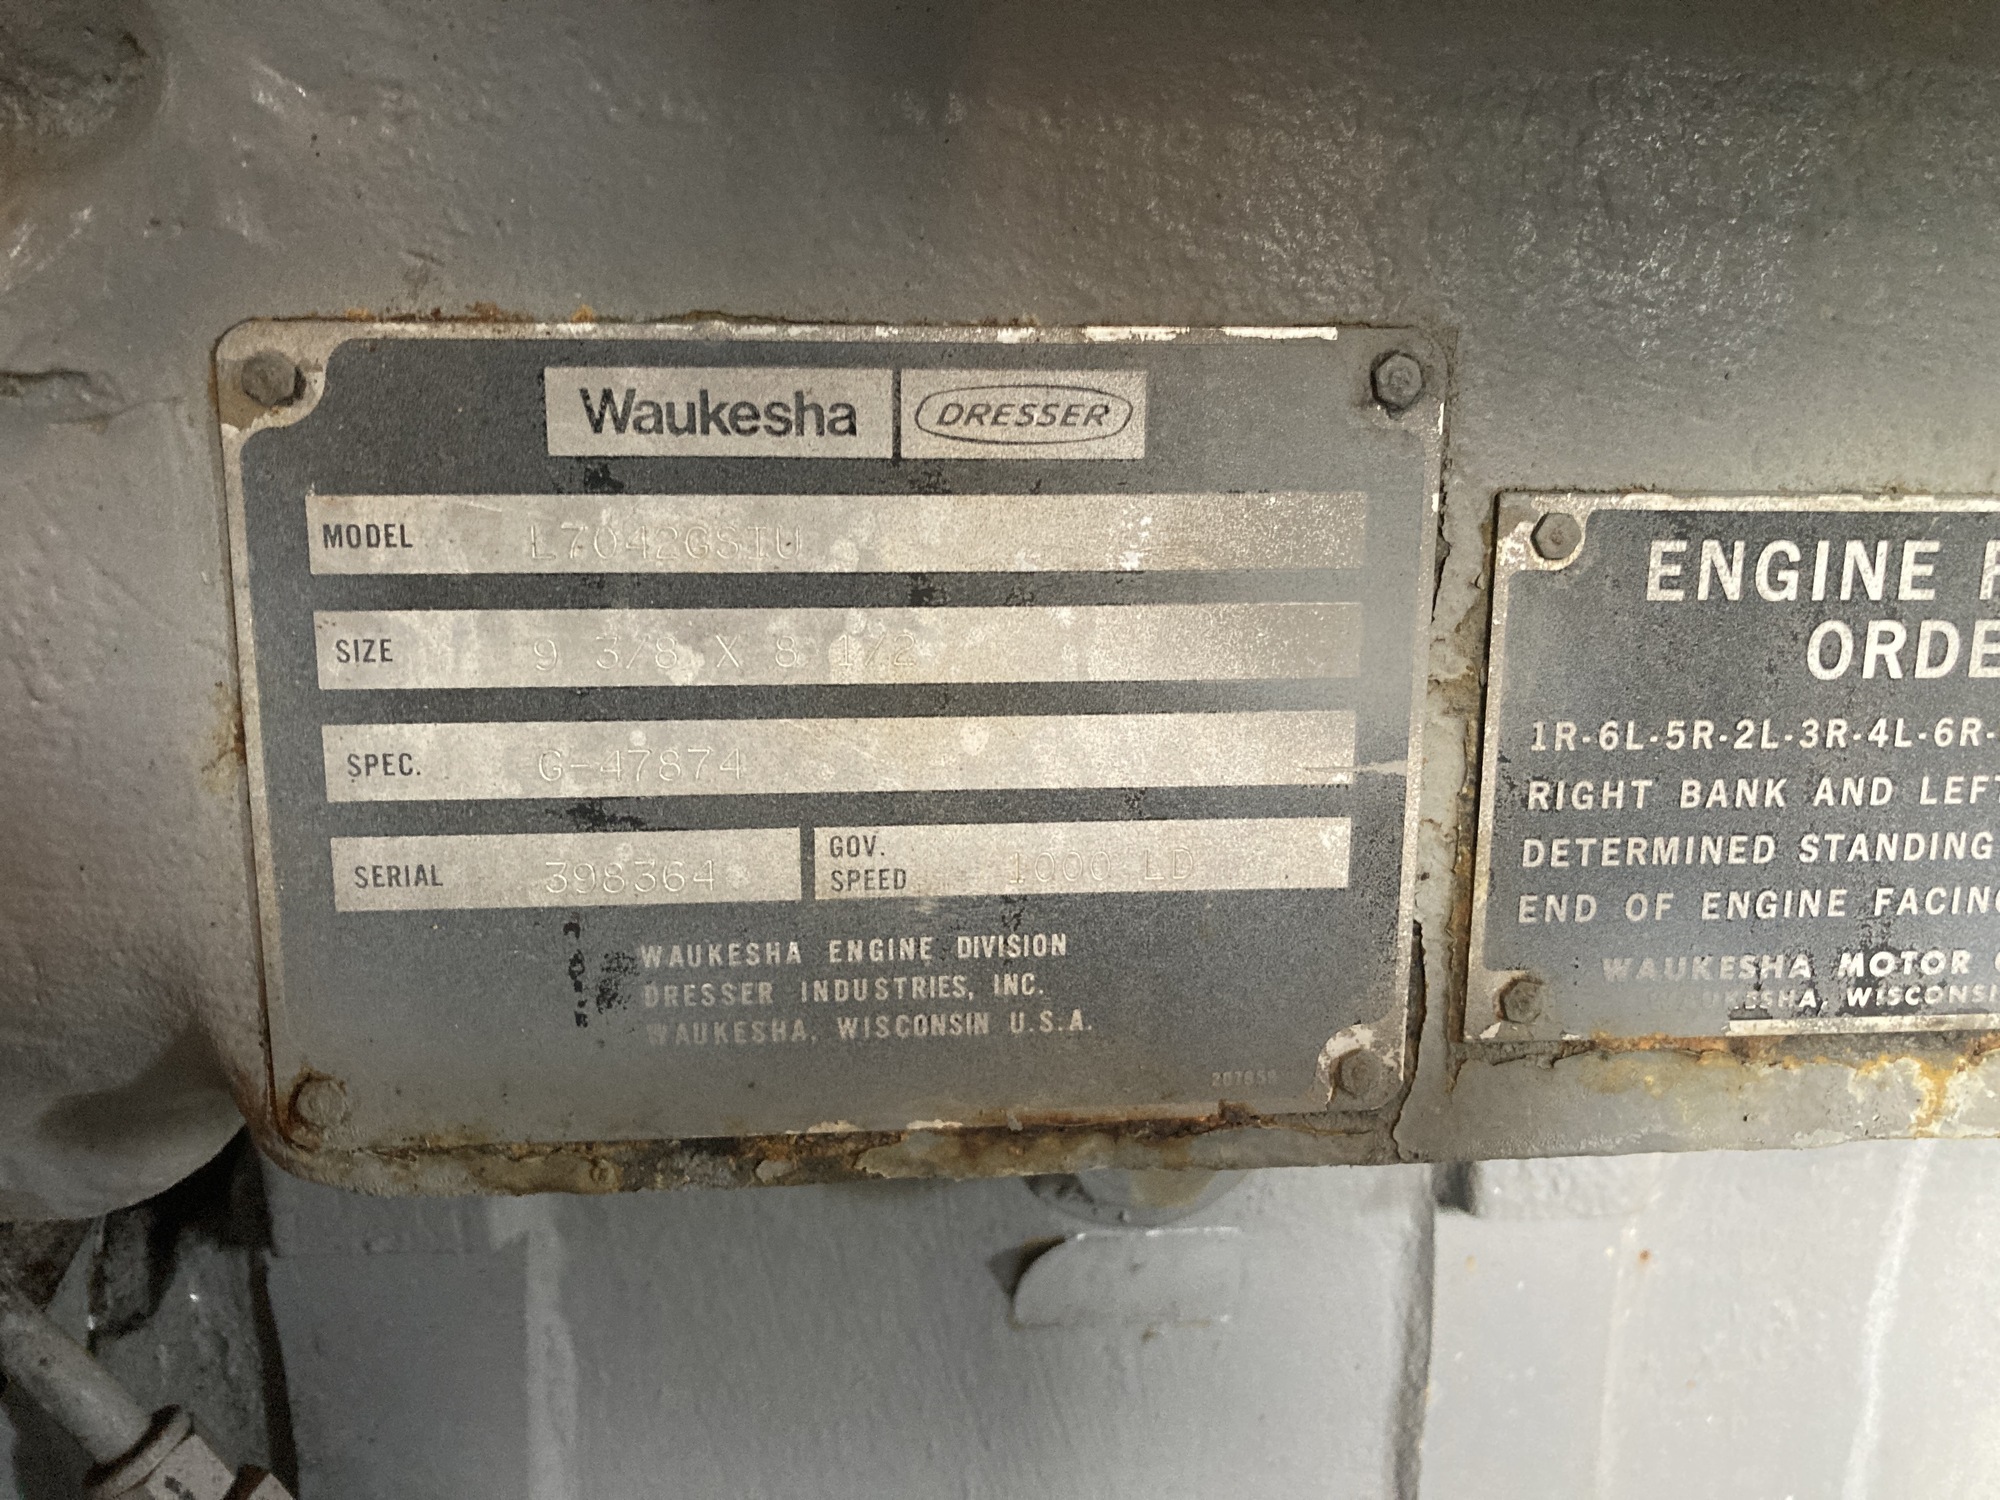 Waukesha DRESSER
MODEL L7042GSIU
SIZE 9 3/8 X 8 1/2
SPEC. G-47874
SERIAL 398364
GOV.
SPEED 1000 LD
WAUKESHA ENGINE DIVISION
DRESSER INDUSTRIES, INC.
WAUKESHA, WISCONSIN U.S.A.
ENGINE
ORDE
1R-6L-5R-2L-3R-4L-6R-
RIGHT BANK AND LEFT
DETERMINED STANDING
END OF ENGINE FACING
WAUKESHA MOTOR
WAUKESHA, WISCONSI